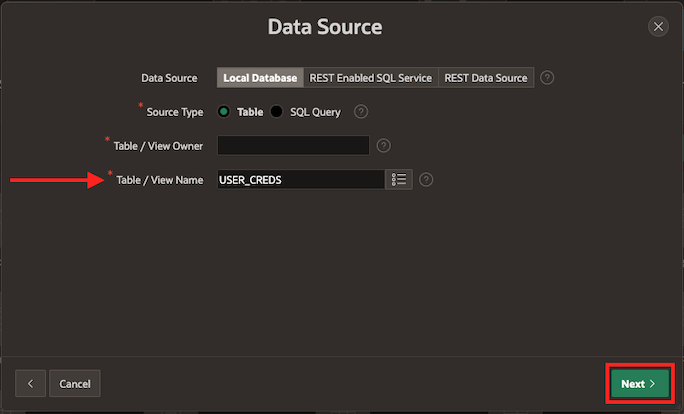 Data Source
Data Source Local Database REST Enabled SQL Service REST Data Source ?
* Source Type Table SQL Query ?
* Table / View Owner ?
* Table / View Name USER_CREDS ?
< Cancel Next >